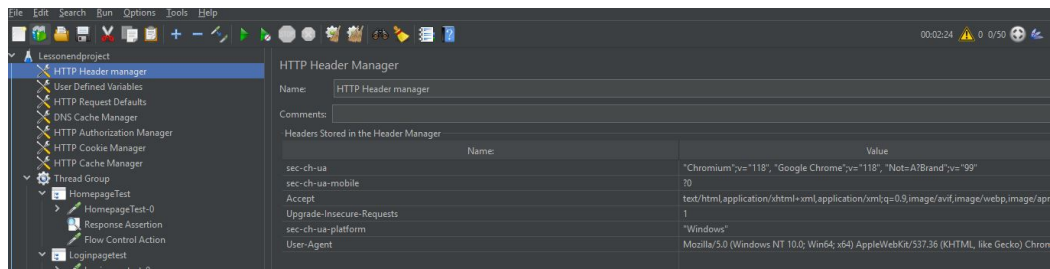 File Edit Search Run Options Tools Help
00:02:24 0 0/50
Lessonendproject
HTTP Header manager
User Defined Variables
HTTP Request Defaults
DNS Cache Manager
HTTP Authorization Manager
HTTP Cookie Manager
HTTP Cache Manager
Thread Group
HomepageTest
HomepageTest-0
Response Assertion
Flow Control Action
Loginpagetest
HTTP Header Manager
Name: HTTP Header manager
Comments:
Headers Stored in the Header Manager
Name: Value
sec-ch-ua "Chromium";v="118", "Google Chrome";v="118", "Not=A?Brand";v="99"
sec-ch-ua-mobile ?0
Accept text/html,application/xhtml+xml,application/xml;q=0.9,image/avif,image/webp,image/apn
Upgrade-Insecure-Requests 1
sec-ch-ua-platform "Windows"
User-Agent Mozilla/5.0 (Windows NT 10.0; Win64; x64) AppleWebKit/537.36 (KHTML, like Gecko) Chrom